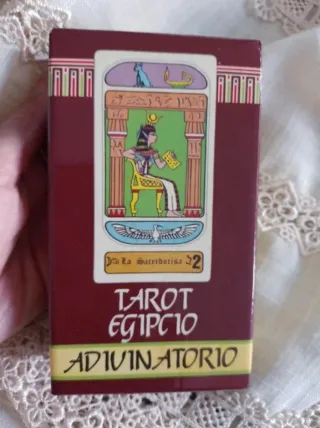 La Sacerdotisa 2
TAROT
EGIPCIO
ADIVINATORIO